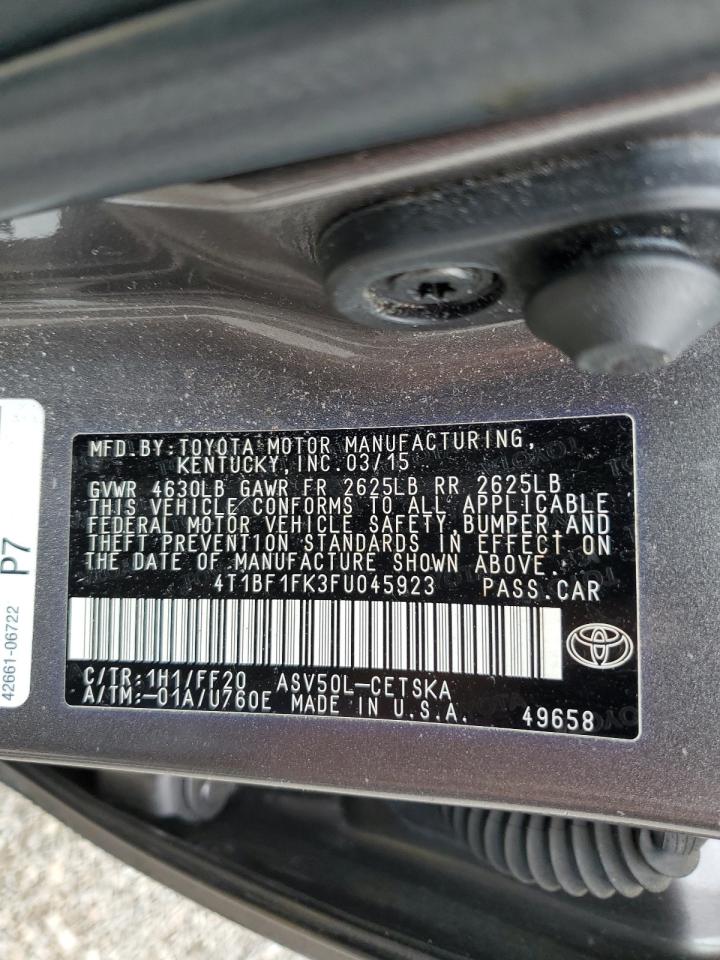 MFD.BY:TOYOTA MOTOR MANUFACTURING,
KENTUCKY,INC.03/15
GVWR 4630LB GAWR FR 2625LB RR 2625LB
THIS VEHICLE CONFORMS TO ALL APPLICABLE
FEDERAL MOTOR VEHICLE SAFETY,BUMPER,AND
THEFT PREVENTION STANDARDS IN EFFECT ON
THE DATE OF MANUFACTURE SHOWN ABOVE.
4T1BF1FK3FU045923 PASS.CAR
C/TR:1H1/FF20 ASV50L-CETSKA
A/TM:-01A/U760E MADE IN U.S.A. 49658
42661-06722 P7